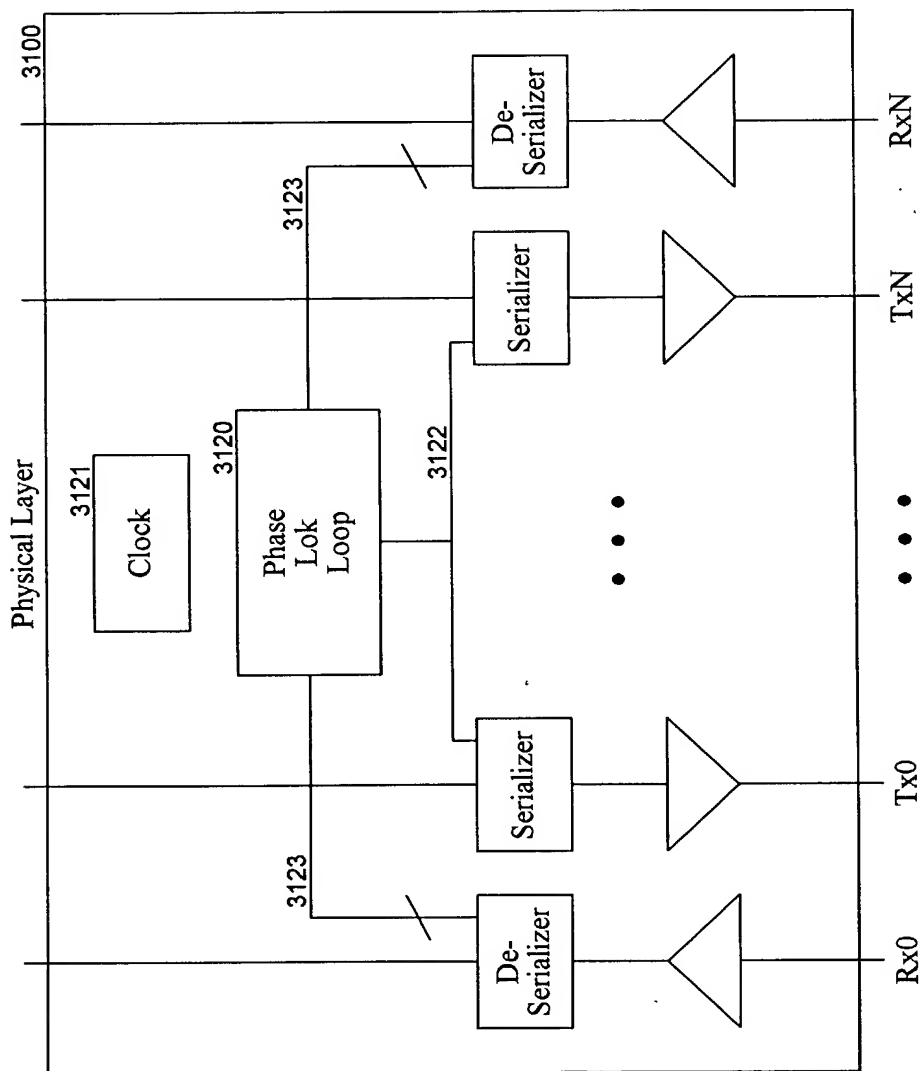 Physical Layer
3100
3121
Clock
3120
Phase
Lok
Loop
3123
3123
3122
De-
Serializer
Serializer
Serializer
De-
Serializer
Rx0
Tx0
TxN
RxN